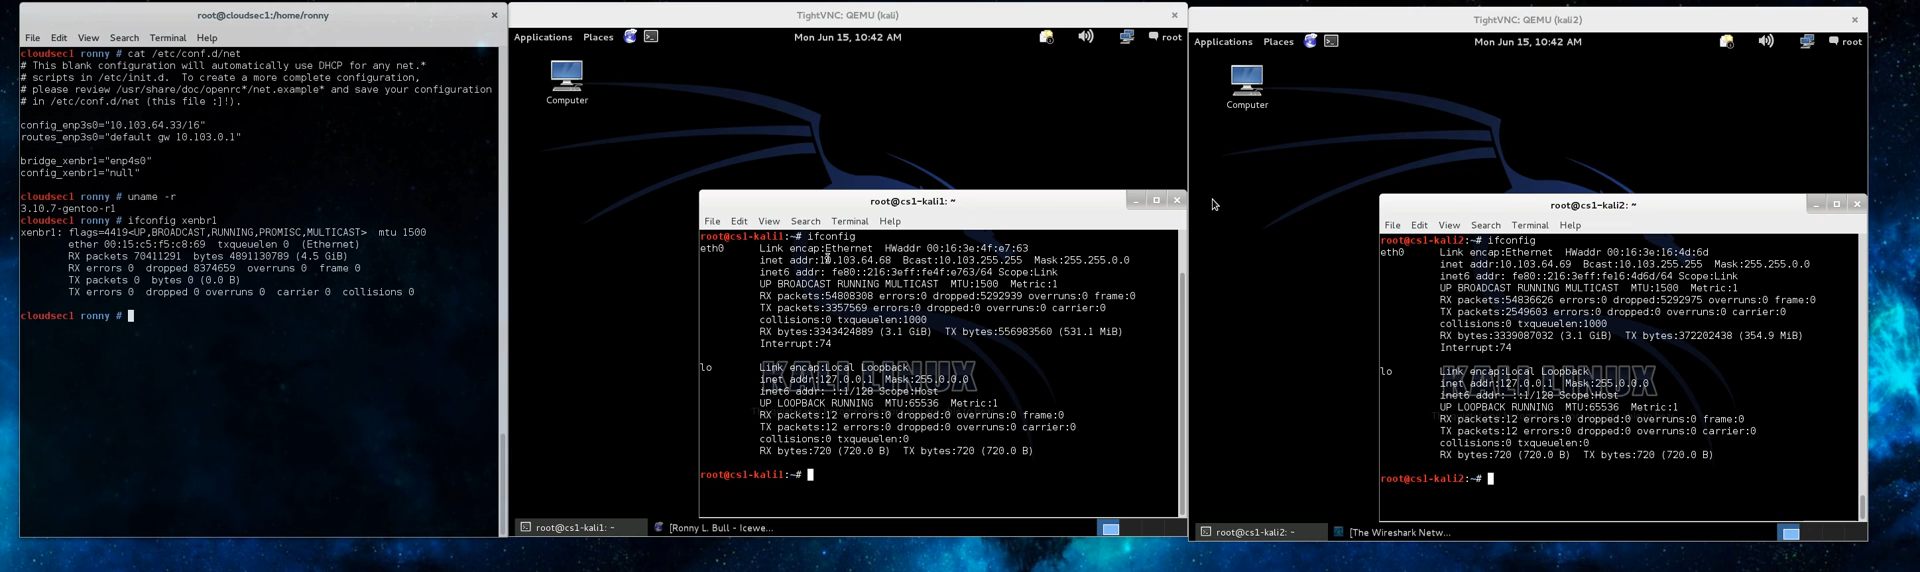 root@cloudsec1:/home/ronny
File Edit View Search Terminal Help
cloudsec1 ronny # cat /etc/conf.d/net
# This blank configuration will automatically use DHCP for any net.*
# scripts in /etc/init.d.  To create a more complete configuration,
# please review /usr/share/doc/openrc*/net.example* and save your configuration
# in /etc/conf.d/net (this file :]!).
config_enp3s0="10.103.64.33/16"
routes_enp3s0="default gw 10.103.0.1"
bridge_xenbr1="enp4s0"
config_xenbr1="null"
cloudsec1 ronny # uname -r
3.10.7-gentoo-r1
cloudsec1 ronny # ifconfig xenbr1
xenbr1: flags=4419<UP,BROADCAST,RUNNING,PROMISC,MULTICAST>  mtu 1500
ether 00:15:c5:f5:c8:69  txqueuelen 0  (Ethernet)
RX packets 70411291  bytes 4891130789 (4.5 GiB)
RX errors 0  dropped 8374659  overruns 0  frame 0
TX packets 0  bytes 0 (0.0 B)
TX errors 0  dropped 0 overruns 0  carrier 0  collisions 0
cloudsec1 ronny #
TightVNC: QEMU (kali)
Applications Places Mon Jun 15, 10:42 AM root
Computer
root@cs1-kali1: ~
File Edit View Search Terminal Help
root@cs1-kali1:~# ifconfig
eth0 Link encap:Ethernet  HWaddr 00:16:3e:4f:e7:63
inet addr:10.103.64.68  Bcast:10.103.255.255  Mask:255.255.0.0
inet6 addr: fe80::216:3eff:fe4f:e763/64 Scope:Link
UP BROADCAST RUNNING MULTICAST  MTU:1500  Metric:1
RX packets:54808308 errors:0 dropped:5292939 overruns:0 frame:0
TX packets:3357569 errors:0 dropped:0 overruns:0 carrier:0
collisions:0 txqueuelen:1000
RX bytes:3343424889 (3.1 GiB)  TX bytes:556983560 (531.1 MiB)
Interrupt:74
lo Link encap:Local Loopback
inet addr:127.0.0.1  Mask:255.0.0.0
inet6 addr: ::1/128 Scope:Host
UP LOOPBACK RUNNING  MTU:65536  Metric:1
RX packets:12 errors:0 dropped:0 overruns:0 frame:0
TX packets:12 errors:0 dropped:0 overruns:0 carrier:0
collisions:0 txqueuelen:0
RX bytes:720 (720.0 B)  TX bytes:720 (720.0 B)
KALI LINUX
root@cs1-kali1:~#
root@cs1-kali1: ~ [Ronny L. Bull - Icewe...
TightVNC: QEMU (kali2)
Applications Places Mon Jun 15, 10:42 AM root
Computer
root@cs1-kali2: ~
File Edit View Search Terminal Help
root@cs1-kali2:~# ifconfig
eth0 Link encap:Ethernet  HWaddr 00:16:3e:16:4d:6d
inet addr:10.103.64.69  Bcast:10.103.255.255  Mask:255.255.0.0
inet6 addr: fe80::216:3eff:fe16:4d6d/64 Scope:Link
UP BROADCAST RUNNING MULTICAST  MTU:1500  Metric:1
RX packets:54836626 errors:0 dropped:5292975 overruns:0 frame:0
TX packets:2549603 errors:0 dropped:0 overruns:0 carrier:0
collisions:0 txqueuelen:1000
RX bytes:3339087032 (3.1 GiB)  TX bytes:372202438 (354.9 MiB)
Interrupt:74
lo Link encap:Local Loopback
inet addr:127.0.0.1  Mask:255.0.0.0
inet6 addr: ::1/128 Scope:Host
UP LOOPBACK RUNNING  MTU:65536  Metric:1
RX packets:12 errors:0 dropped:0 overruns:0 frame:0
TX packets:12 errors:0 dropped:0 overruns:0 carrier:0
collisions:0 txqueuelen:0
RX bytes:720 (720.0 B)  TX bytes:720 (720.0 B)
KALI LINUX
root@cs1-kali2:~#
root@cs1-kali2: ~ [The Wireshark Netw...